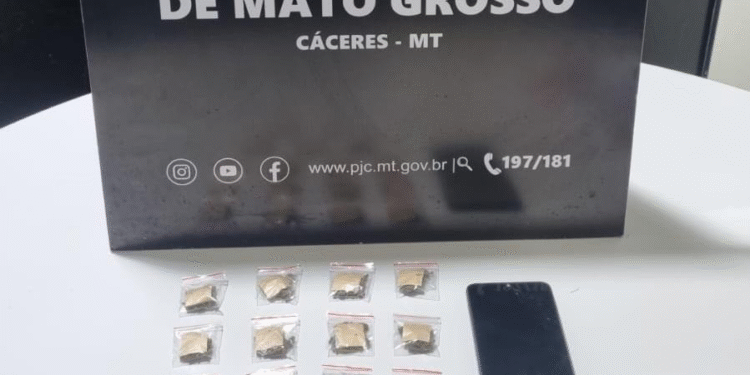 DE MATO GROSSO
CÁCERES - MT
www.pjc.mt.gov.br | 197/181